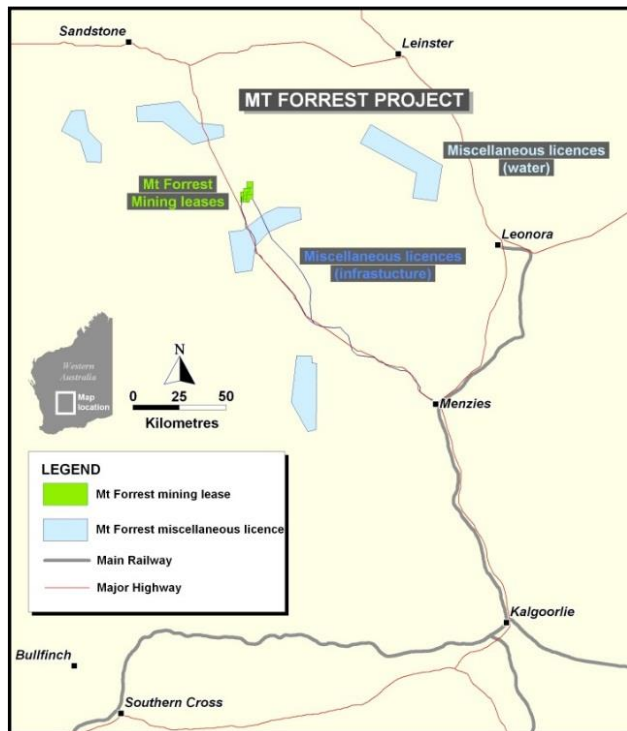 Sandstone
Leinster
MT FORREST PROJECT
Miscellaneous licences
(water)
Mt Forrest
Mining leases
Leonora
Miscellaneous licences
(infrastucture)
Western
Australia
Map
location
N
0 25 50
Kilometres
Menzies
LEGEND
Mt Forrest mining lease
Mt Forrest miscellaneous licence
Main Railway
Major Highway
Kalgoorlie
Bullfinch
Southern Cross